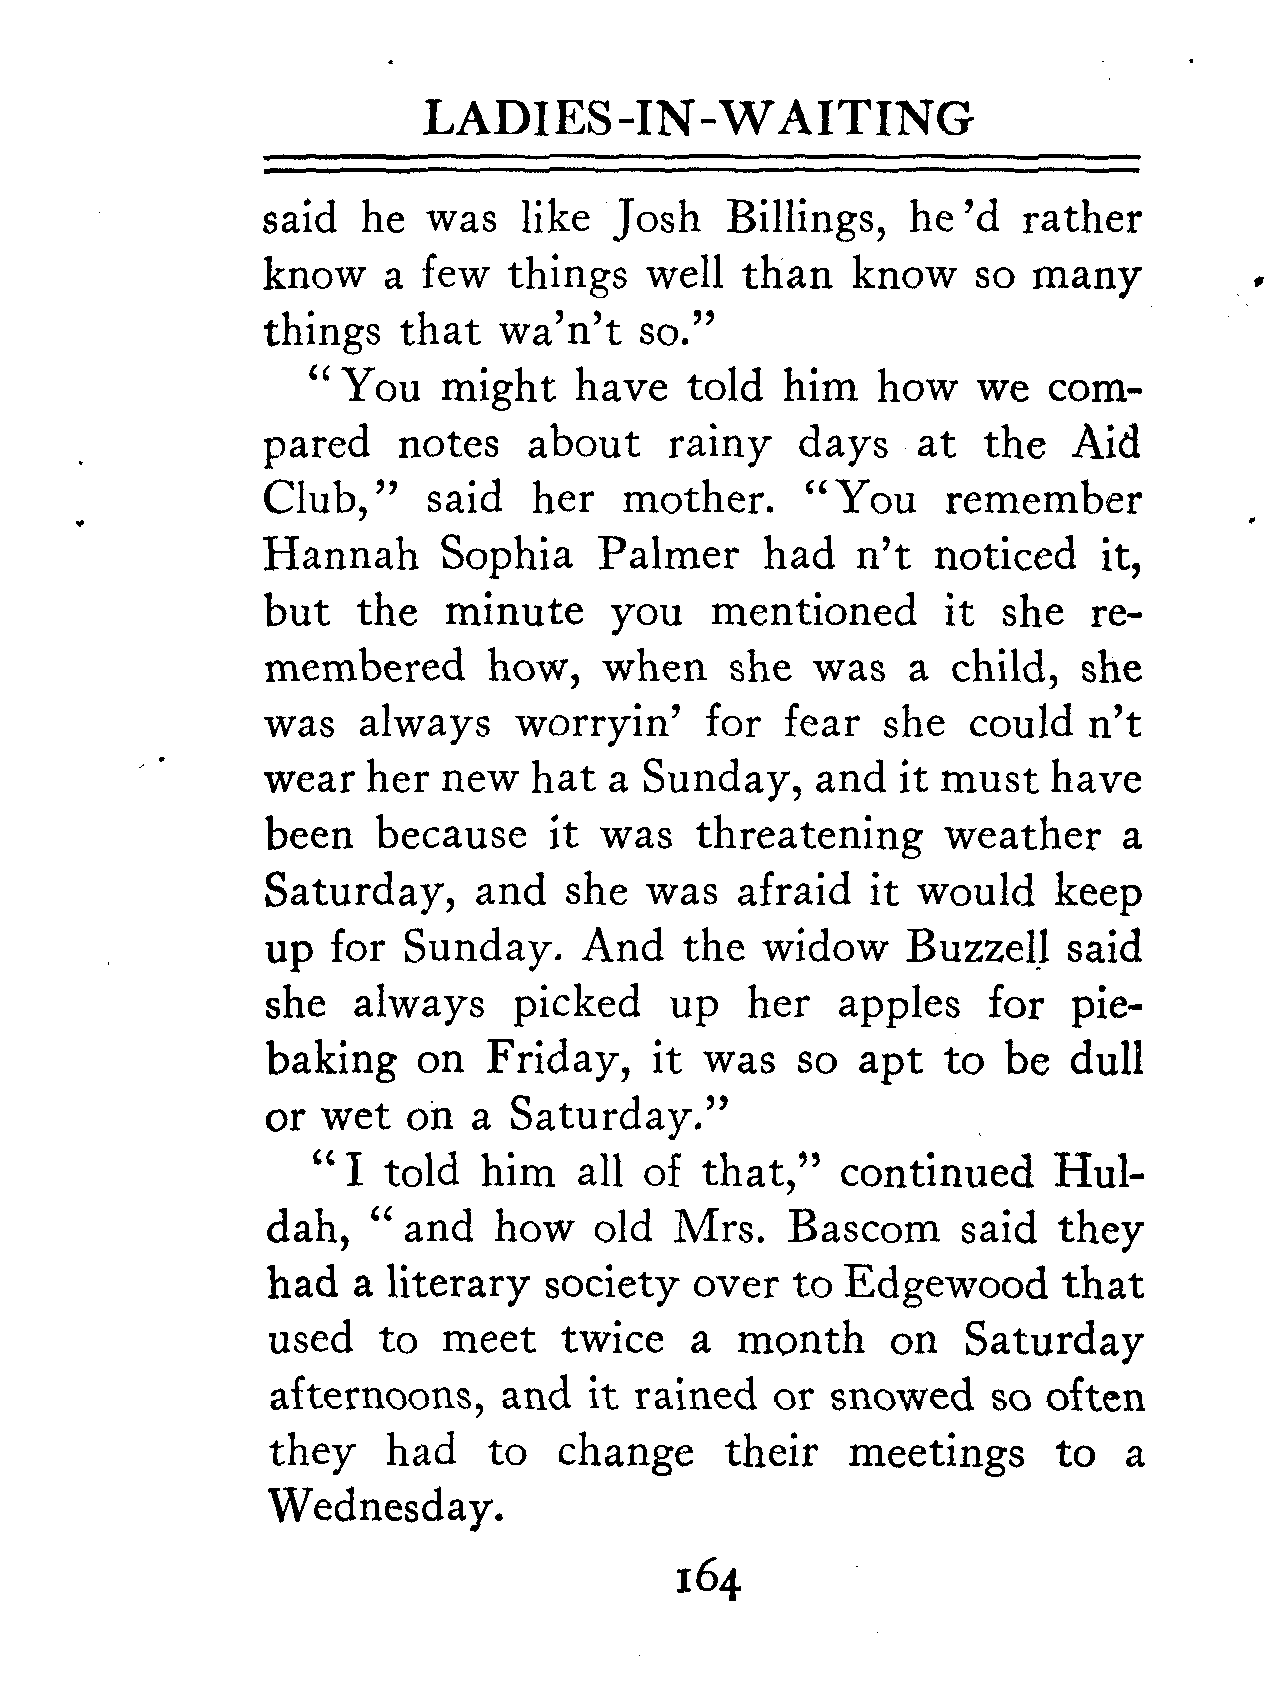 LADIES-IN-WAITING
said he was like Josh Billings, he 'd rather
know a few things well than know so many
things that wa'n't so."
"You might have told him how we com-
pared notes about rainy days at the Aid
Club," said her mother. "You remember
Hannah Sophia Palmer had n't noticed it,
but the minute you mentioned it she re-
membered how, when she was a child, she
was always worryin' for fear she could n't
wear her new hat a Sunday, and it must have
been because it was threatening weather a
Saturday, and she was afraid it would keep
up for Sunday. And the widow Buzzell said
she always picked up her apples for pie-
baking on Friday, it was so apt to be dull
or wet on a Saturday."
"I told him all of that," continued Hul-
dah, "and how old Mrs. Bascom said they
had a literary society over to Edgewood that
used to meet twice a month on Saturday
afternoons, and it rained or snowed so often
they had to change their meetings to a
Wednesday.
164